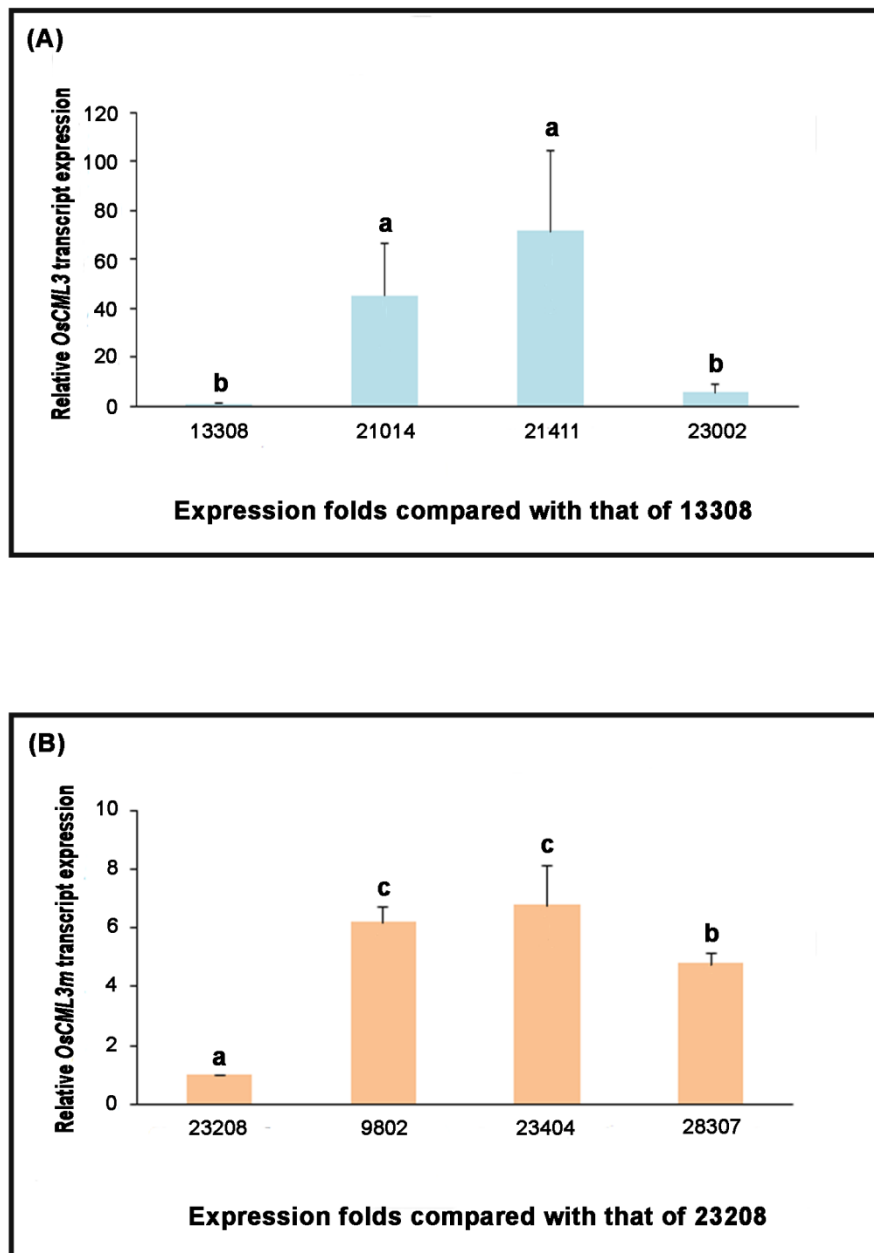 (A)
Relative OsCML3 transcript expression
120
100
80
60
40
20
0
b
a
a
b
13308 21014 21411 23002
Expression folds compared with that of 13308
(B)
Relative OsCML3m transcript expression
10
8
6
4
2
0
a
c
c
b
23208 9802 23404 28307
Expression folds compared with that of 23208